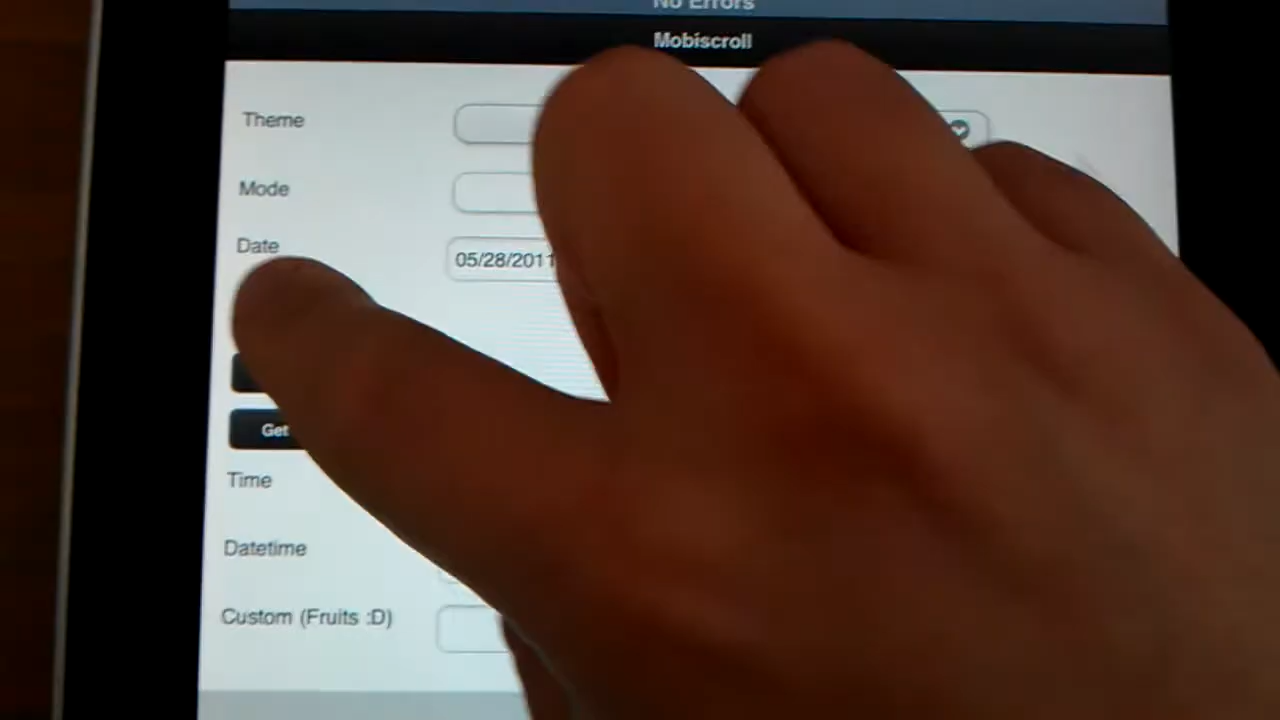 No Errors
Mobiscroll
Theme
Mode
Date
05/28/2011
Get
Time
Datetime
Custom (Fruits :D)